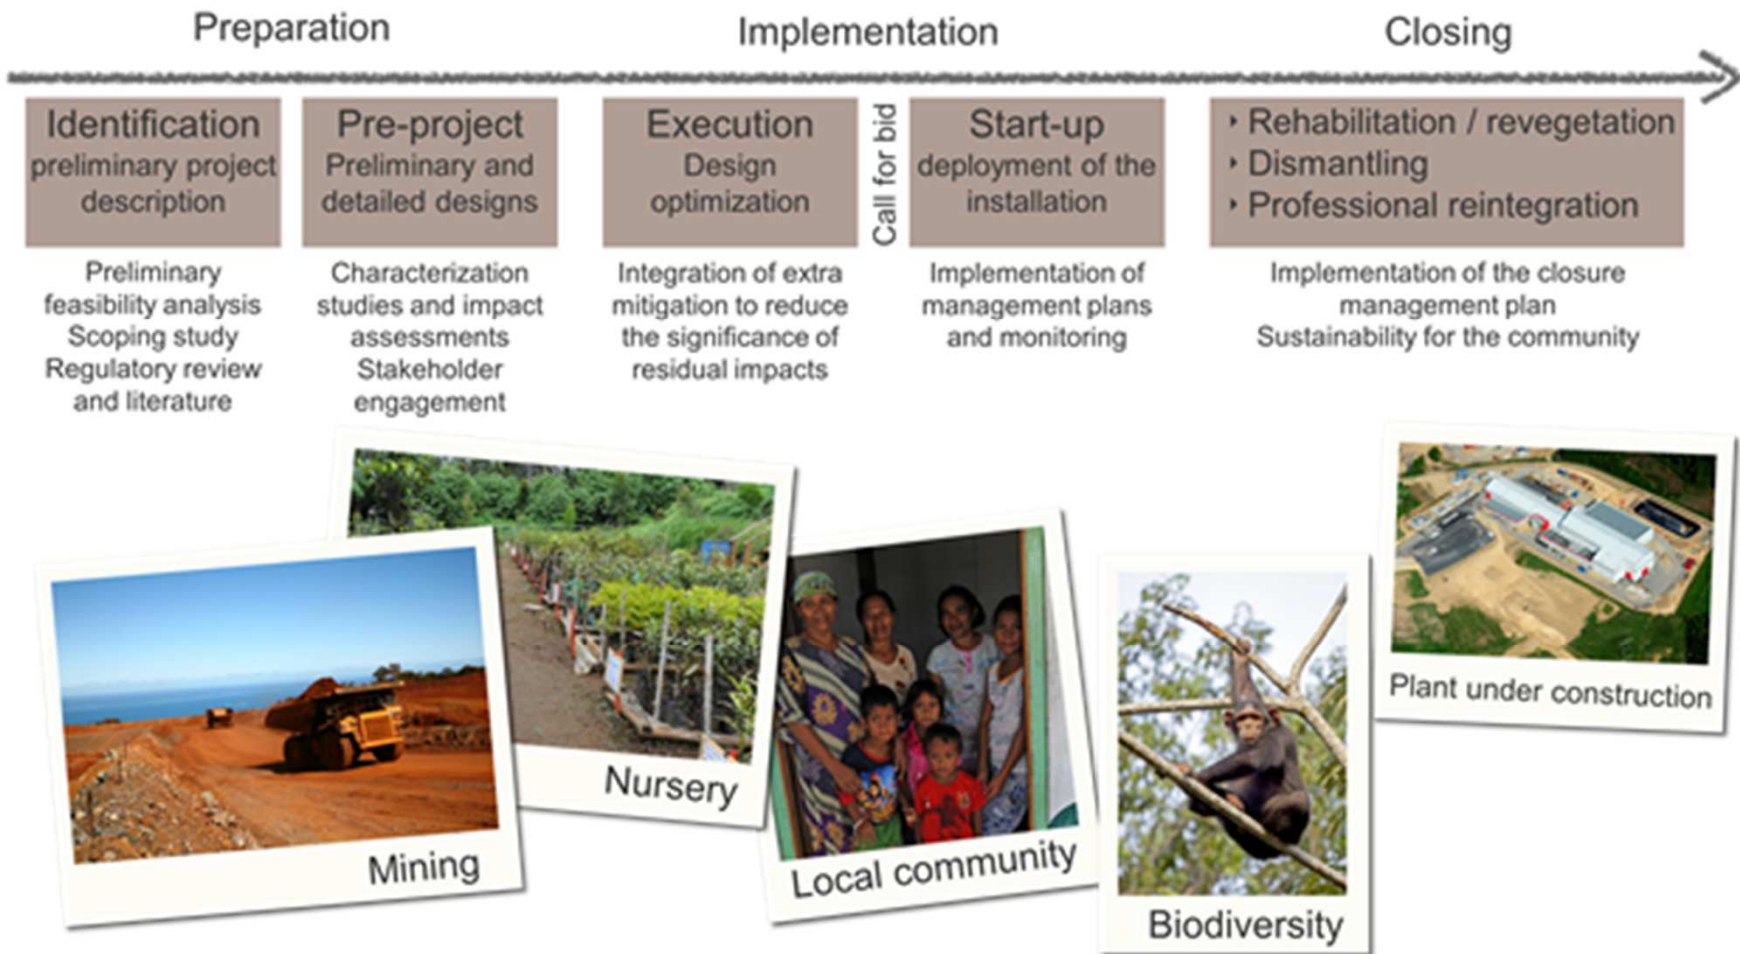 Preparation
Implementation
Closing
Identification
preliminary project
description
Preliminary
feasibility analysis
Scoping study
Regulatory review
and literature
Pre-project
Preliminary and
detailed designs
Characterization
studies and impact
assessments
Stakeholder
engagement
Execution
Design
optimization
Integration of extra
mitigation to reduce
the significance of
residual impacts
Call for bid
Start-up
deployment of the
installation
Implementation of
management plans
and monitoring
‣ Rehabilitation / revegetation
‣ Dismantling
‣ Professional reintegration
Implementation of the closure
management plan
Sustainability for the community
Mining
Nursery
Local community
Biodiversity
Plant under construction